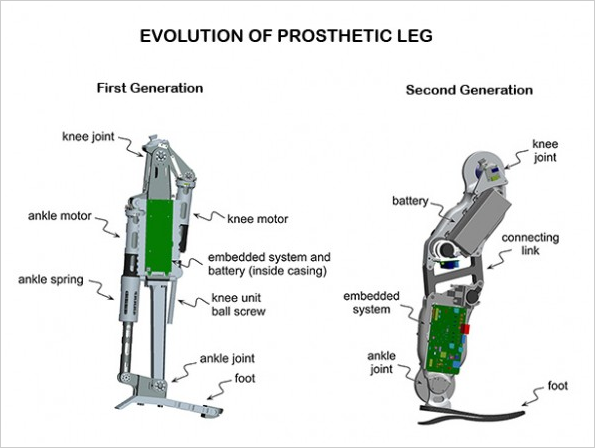 EVOLUTION OF PROSTHETIC LEG
First Generation
knee joint
ankle motor
knee motor
embedded system and
battery (inside casing)
ankle spring
knee unit
ball screw
ankle joint
foot
Second Generation
knee
joint
battery
connecting
link
embedded
system
ankle
joint
foot